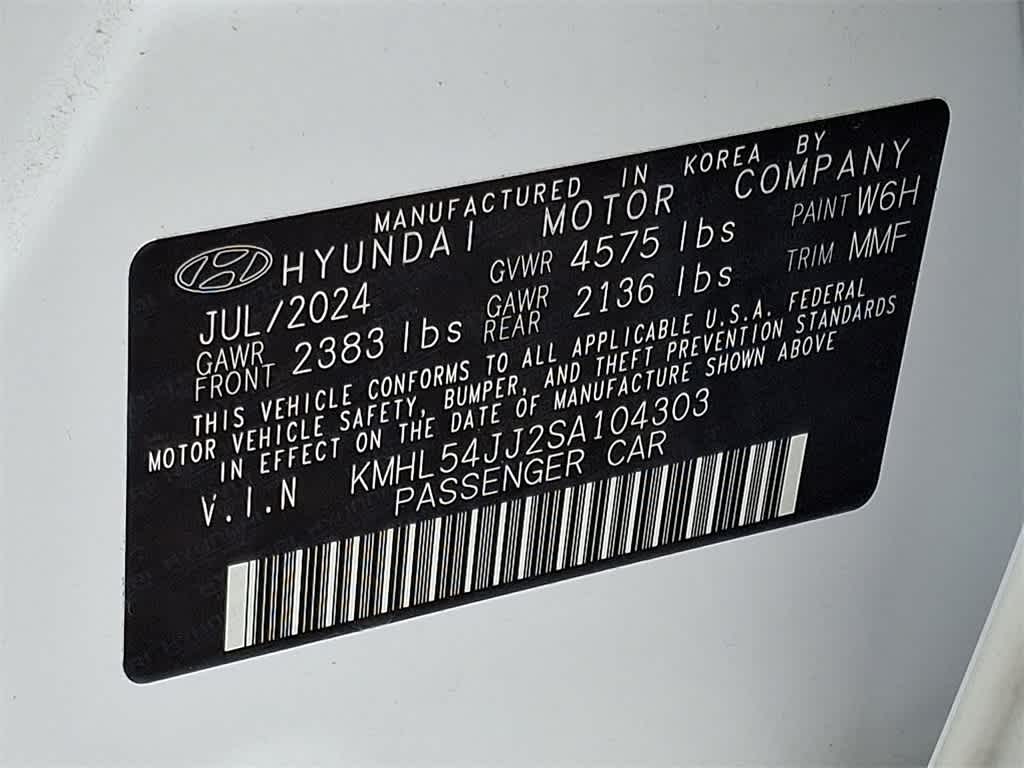 MANUFACTURED IN KOREA BY
HYUNDAI MOTOR COMPANY
JUL/2024 GVWR 4575 lbs PAINT W6H
GAWR FRONT 2383 lbs GAWR REAR 2136 lbs TRIM MMF
THIS VEHICLE CONFORMS TO ALL APPLICABLE U.S.A. FEDERAL
MOTOR VEHICLE SAFETY, BUMPER, AND THEFT PREVENTION STANDARDS
IN EFFECT ON THE DATE OF MANUFACTURE SHOWN ABOVE
V.I.N KMHL54JJ2SA104303
PASSENGER CAR